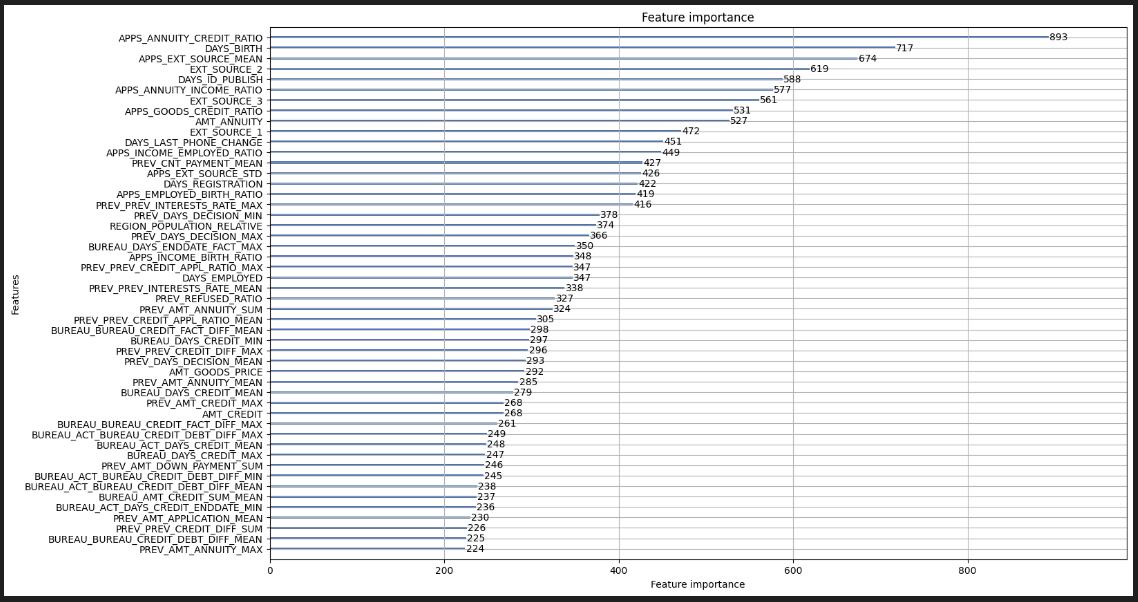 Feature importance
APPS_ANNUITY_CREDIT_RATIO 893
DAYS_BIRTH 717
APPS_EXT_SOURCE_MEAN 674
EXT_SOURCE_2 619
DAYS_ID_PUBLISH 588
APPS_ANNUITY_INCOME_RATIO 577
EXT_SOURCE_3 561
APPS_GOODS_CREDIT_RATIO 531
AMT_ANNUITY 527
EXT_SOURCE_1 472
DAYS_LAST_PHONE_CHANGE 451
APPS_INCOME_EMPLOYED_RATIO 449
PREV_CNT_PAYMENT_MEAN 427
APPS_EXT_SOURCE_STD 426
DAYS_REGISTRATION 422
APPS_EMPLOYED_BIRTH_RATIO 419
PREV_PREV_INTERESTS_RATE_MAX 416
PREV_DAYS_DECISION_MIN 378
REGION_POPULATION_RELATIVE 374
PREV_DAYS_DECISION_MAX 366
BUREAU_DAYS_ENDDATE_FACT_MAX 350
APPS_INCOME_BIRTH_RATIO 348
PREV_PREV_CREDIT_APPL_RATIO_MAX 347
DAYS_EMPLOYED 347
PREV_PREV_INTERESTS_RATE_MEAN 338
PREV_REFUSED_RATIO 327
PREV_AMT_ANNUITY_SUM 324
PREV_PREV_CREDIT_APPL_RATIO_MEAN 305
BUREAU_BUREAU_CREDIT_FACT_DIFF_MEAN 298
BUREAU_DAYS_CREDIT_MIN 297
PREV_PREV_CREDIT_DIFF_MAX 296
PREV_DAYS_DECISION_MEAN 293
AMT_GOODS_PRICE 292
PREV_AMT_ANNUITY_MEAN 285
BUREAU_DAYS_CREDIT_MEAN 279
PREV_AMT_CREDIT_MAX 268
AMT_CREDIT 268
BUREAU_BUREAU_CREDIT_FACT_DIFF_MAX 261
BUREAU_ACT_BUREAU_CREDIT_DEBT_DIFF_MAX 249
BUREAU_ACT_DAYS_CREDIT_MEAN 248
BUREAU_DAYS_CREDIT_MAX 247
PREV_AMT_DOWN_PAYMENT_SUM 246
BUREAU_ACT_BUREAU_CREDIT_DEBT_DIFF_MIN 245
BUREAU_ACT_BUREAU_CREDIT_DEBT_DIFF_MEAN 238
BUREAU_AMT_CREDIT_SUM_MEAN 237
BUREAU_ACT_DAYS_CREDIT_ENDDATE_MIN 236
PREV_AMT_APPLICATION_MEAN 230
PREV_PREV_CREDIT_DIFF_SUM 226
BUREAU_BUREAU_CREDIT_DEBT_DIFF_MEAN 225
PREV_AMT_ANNUITY_MAX 224
Features
0 200 400 600 800
Feature importance